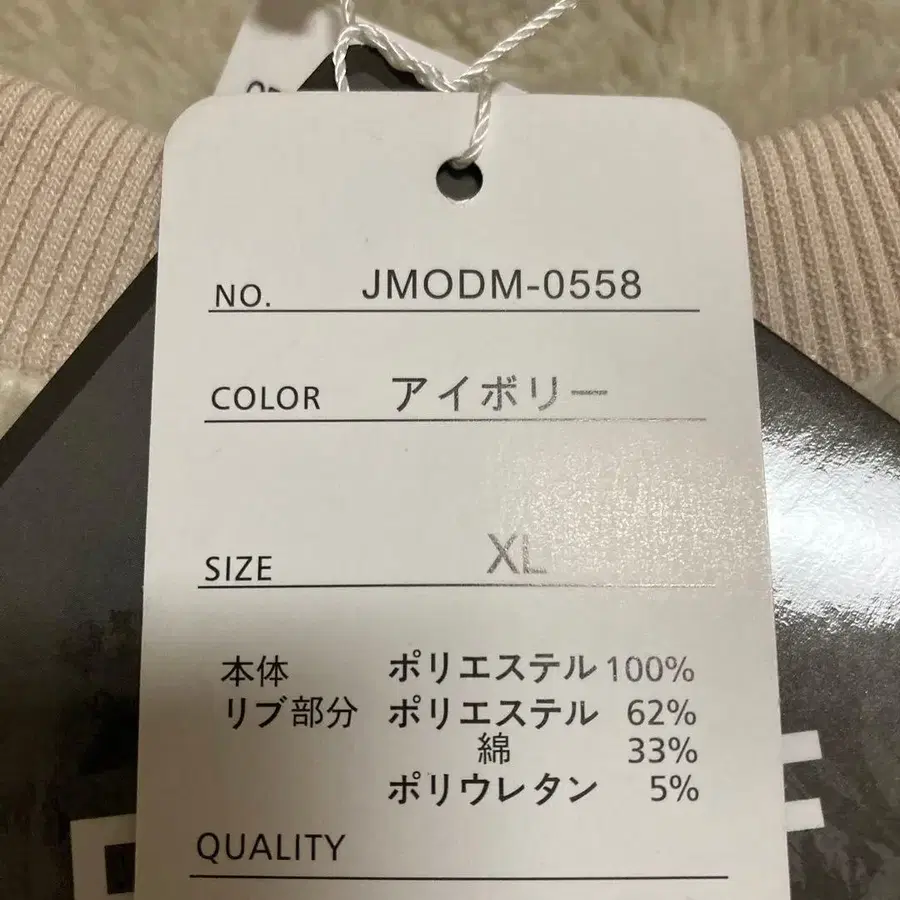 NO. JMODM-0558
COLOR アイボリー
SIZE XL
本体 ポリエステル 100%
リブ部分 ポリエステル 62%
綿 33%
ポリウレタン 5%
QUALITY